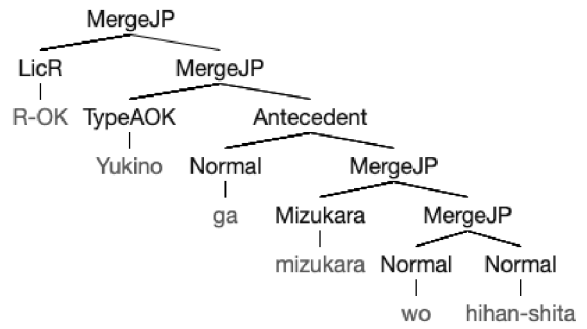 MergeJP
LicR MergeJP
R-OK TypeAOK Antecedent
Yukino Normal MergeJP
ga Mizukara MergeJP
mizukara Normal Normal
wo hihan-shita